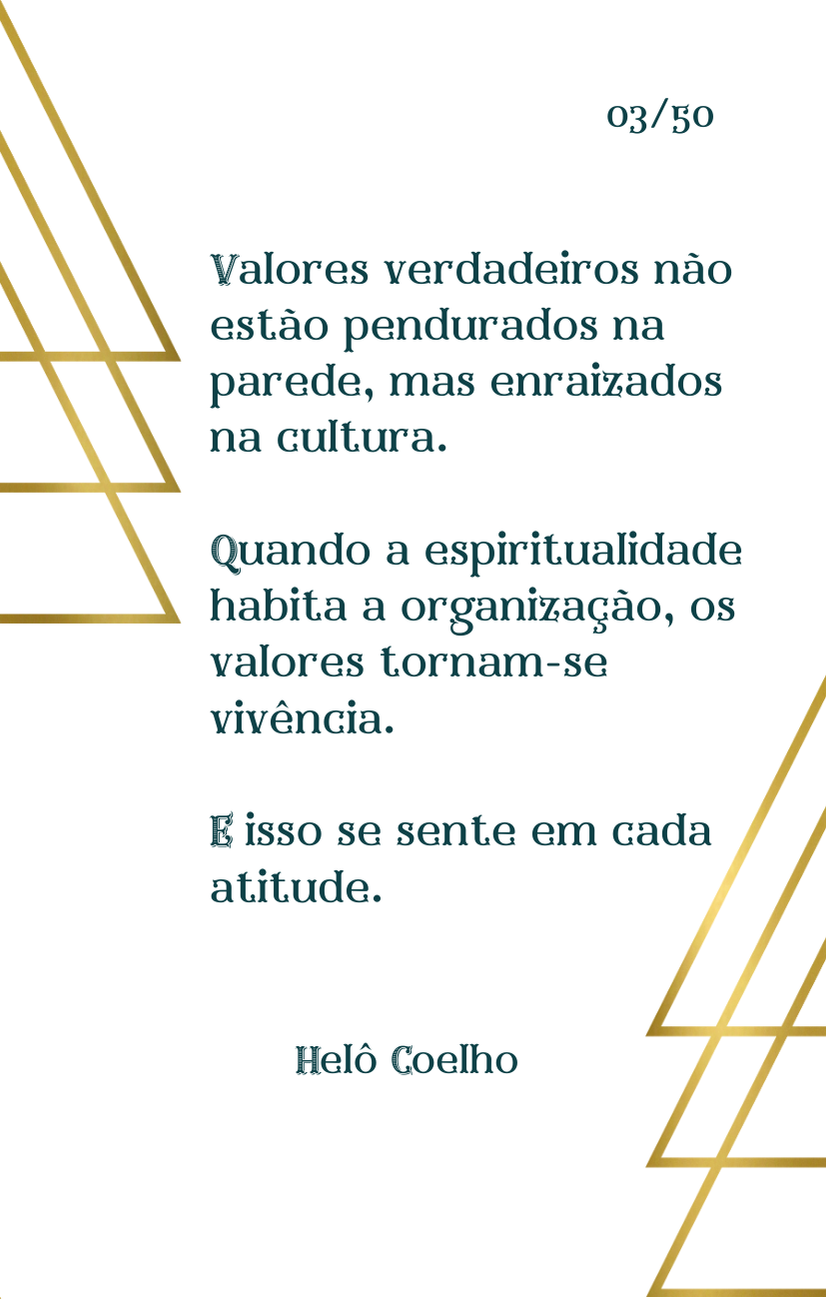 03/50
Valores verdadeiros não
estão pendurados na
parede, mas enraizados
na cultura.
Quando a espiritualidade
habita a organização, os
valores tornam-se
vivência.
E isso se sente em cada
atitude.
Helô Coelho